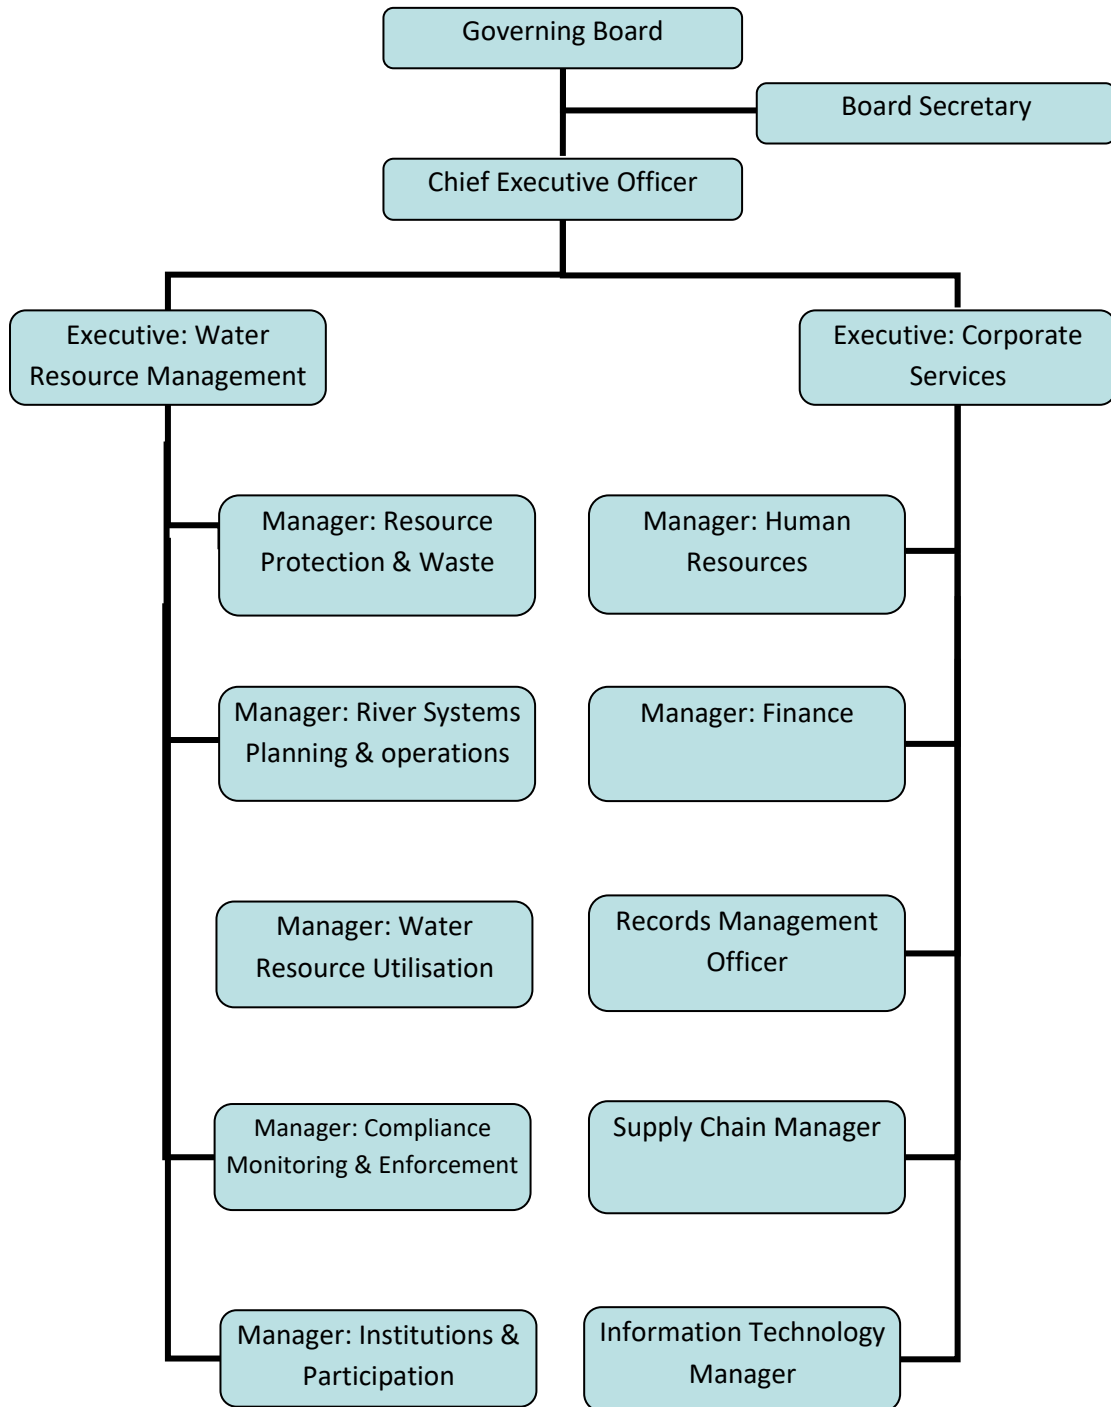 Governing Board
Board Secretary
Chief Executive Officer
Executive: Water
Resource Management
Executive: Corporate
Services
Manager: Resource
Protection & Waste
Manager: Human
Resources
Manager: River Systems
Planning & operations
Manager: Finance
Manager: Water
Resource Utilisation
Records Management
Officer
Manager: Compliance
Monitoring & Enforcement
Supply Chain Manager
Manager: Institutions &
Participation
Information Technology
Manager